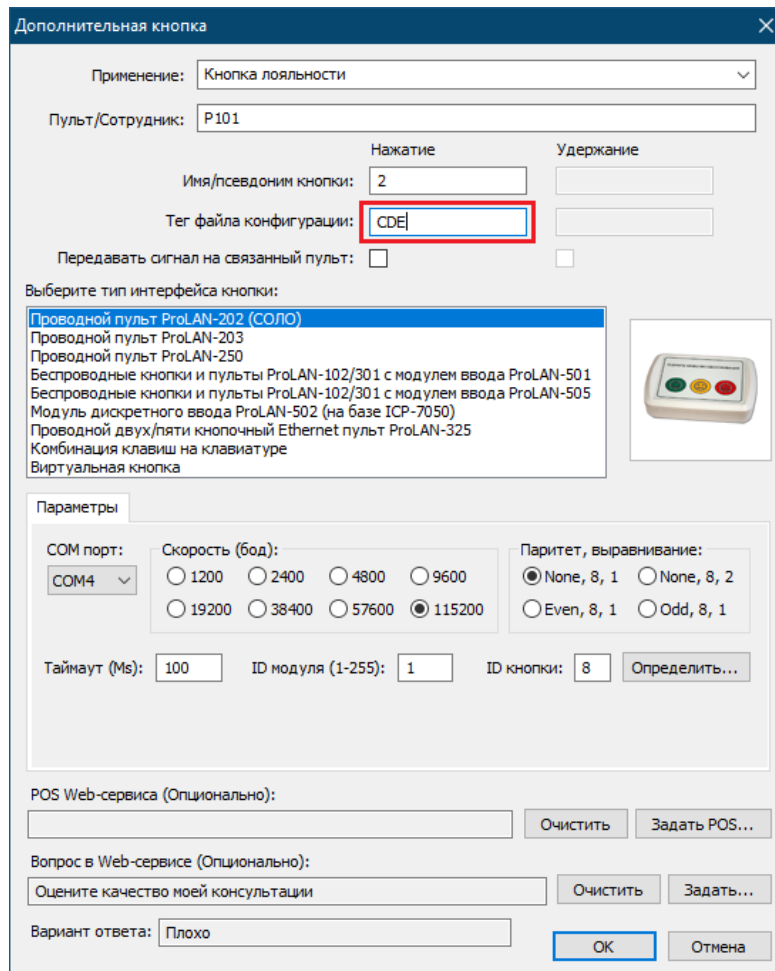 Дополнительная кнопка
Применение: Кнопка лояльности
Пульт/Сотрудник: P101
Нажатие Удержание
Имя/псевдоним кнопки: 2
Тег файла конфигурации: CDE
Передавать сигнал на связанный пульт:
Выберите тип интерфейса кнопки:
Проводной пульт ProLAN-202 (СОЛО)
Проводной пульт ProLAN-203
Проводной пульт ProLAN-250
Беспроводные кнопки и пульты ProLAN-102/301 с модулем ввода ProLAN-501
Беспроводные кнопки и пульты ProLAN-102/301 с модулем ввода ProLAN-505
Модуль дискретного ввода ProLAN-502 (на базе ICP-7050)
Проводной двух/пяти кнопочный Ethernet пульт ProLAN-325
Комбинация клавиш на клавиатуре
Виртуальная кнопка
Параметры
COM порт: Скорость (бод): Паритет, выравнивание:
COM4 1200 2400 4800 9600 None, 8, 1 None, 8, 2
19200 38400 57600 115200 Even, 8, 1 Odd, 8, 1
Таймаут (Ms): 100 ID модуля (1-255): 1 ID кнопки: 8 Определить...
POS Web-сервиса (Опционально):
Очистить Задать POS...
Вопрос в Web-сервисе (Опционально):
Оцените качество моей консультации Очистить Задать...
Вариант ответа: Плохо
OK Отмена